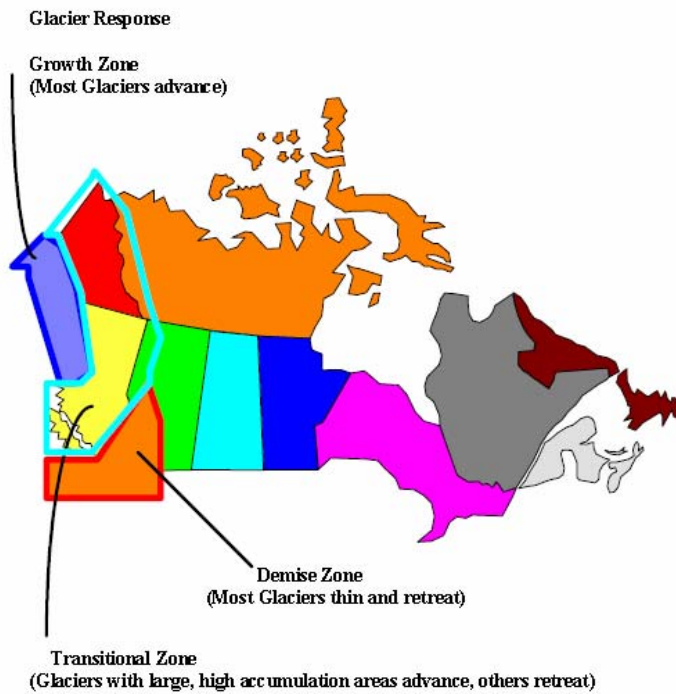 Glacier Response
Growth Zone
(Most Glaciers advance)
Demise Zone
(Most Glaciers thin and retreat)
Transitional Zone
(Glaciers with large, high accumulation areas advance, others retreat)